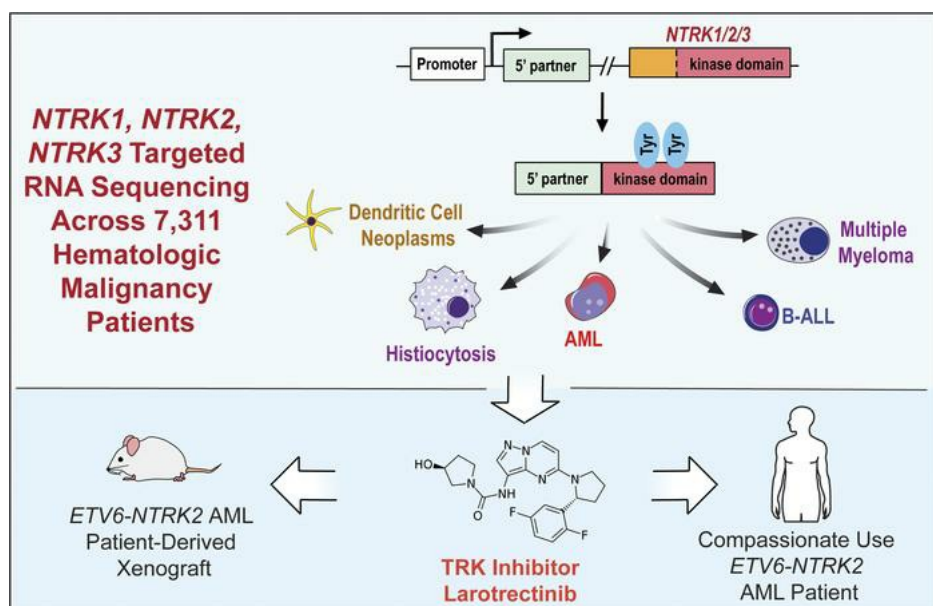 NTRK1, NTRK2,
NTRK3 Targeted
RNA Sequencing
Across 7,311
Hematologic
Malignancy
Patients
NTRK1/2/3
Promoter
5' partner
kinase domain
Tyr
Tyr
5' partner
kinase domain
Dendritic Cell
Neoplasms
Histiocytosis
AML
B-ALL
Multiple
Myeloma
ETV6-NTRK2 AML
Patient-Derived
Xenograft
HO
N
O
NH
N
N
N
N
F
F
TRK Inhibitor
Larotrectinib
Compassionate Use
ETV6-NTRK2
AML Patient